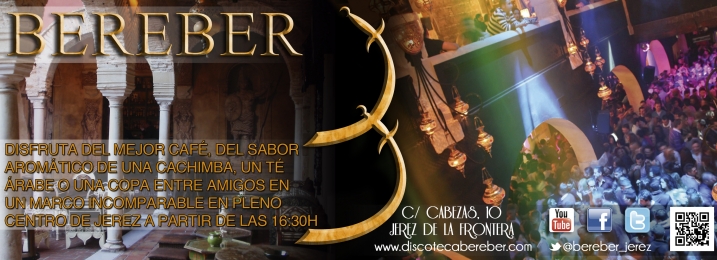 BEREBER
DISFRUTA DEL MEJOR CAFÉ, DEL SABOR
AROMÁTICO DE UNA CACHIMBA, UN TÉ
ÁRABE O UNA COPA ENTRE AMIGOS EN
UN MARCO INCOMPARABLE EN PLENO
CENTRO DE JEREZ A PARTIR DE LAS 16:30H
C/ CABEZAS, 10
JEREZ DE LA FRONTERA
www.discotecabereber.com
You Tube
f
t
@bereber_jerez